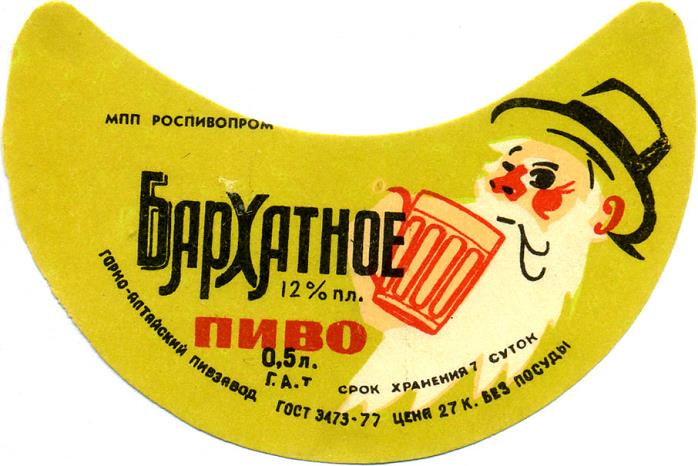 МПП РОСПИВОПРОМ
БАРХАТНОЕ
12% пл.
ПИВО
0,5 л.
Г.А.Т
СРОК ХРАНЕНИЯ 7 СУТОК
ГОРНО-АЛТАЙСКИЙ ПИВЗАВОД
ГОСТ 3473-77 ЦЕНА 27 К. БЕЗ ПОСУДЫ